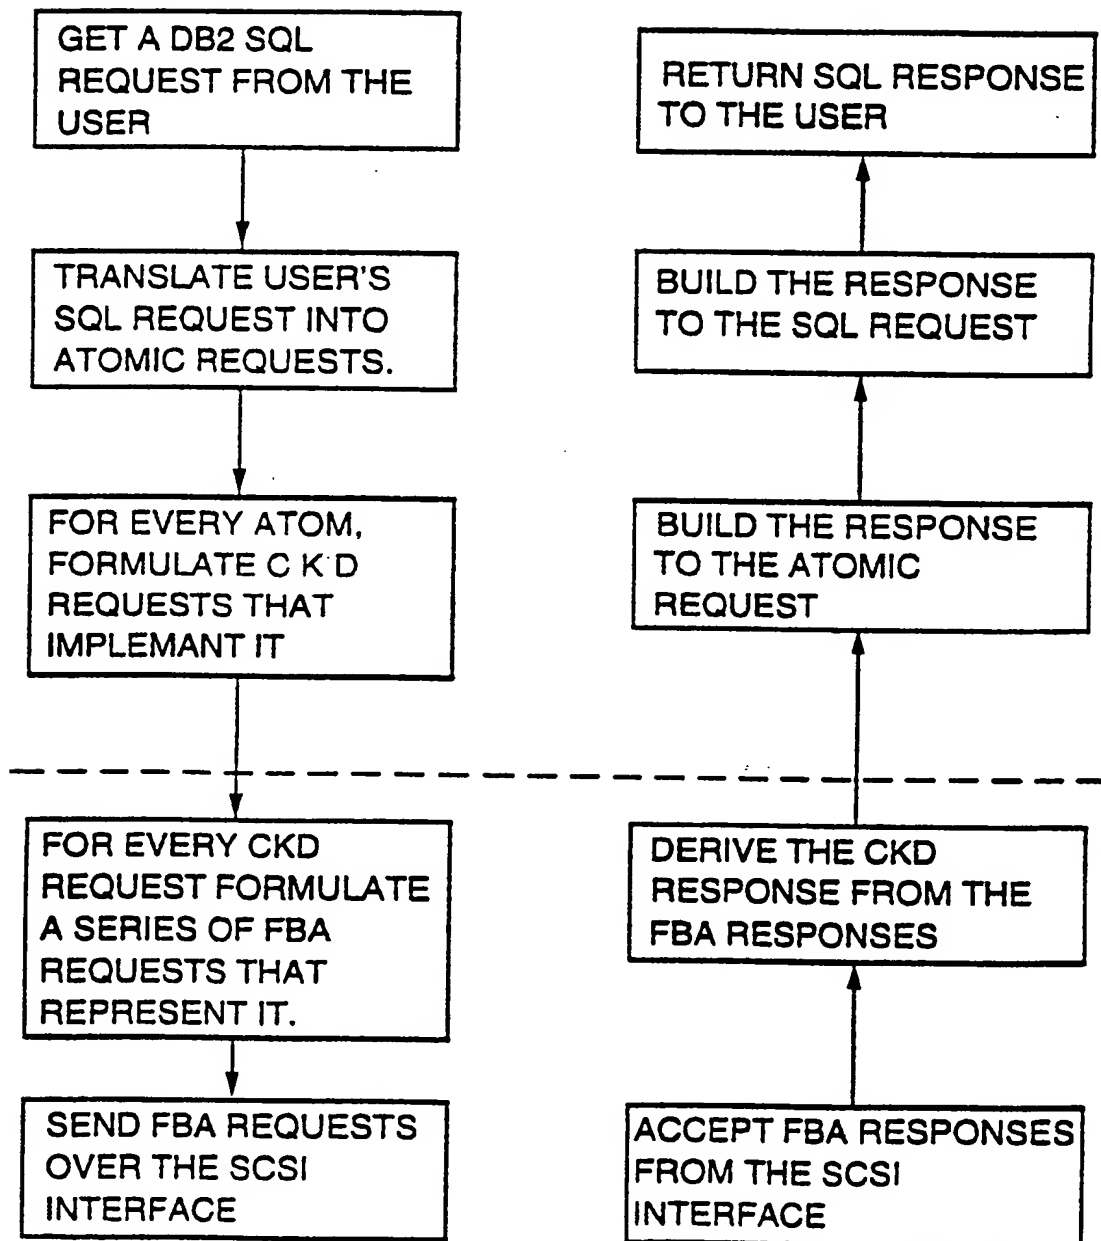 GET A DB2 SQL
REQUEST FROM THE
USER
TRANSLATE USER'S
SQL REQUEST INTO
ATOMIC REQUESTS.
FOR EVERY ATOM,
FORMULATE C K D
REQUESTS THAT
IMPLEMANT IT
FOR EVERY CKD
REQUEST FORMULATE
A SERIES OF FBA
REQUESTS THAT
REPRESENT IT.
SEND FBA REQUESTS
OVER THE SCSI
INTERFACE
RETURN SQL RESPONSE
TO THE USER
BUILD THE RESPONSE
TO THE SQL REQUEST
BUILD THE RESPONSE
TO THE ATOMIC
REQUEST
DERIVE THE CKD
RESPONSE FROM THE
FBA RESPONSES
ACCEPT FBA RESPONSES
FROM THE SCSI
INTERFACE